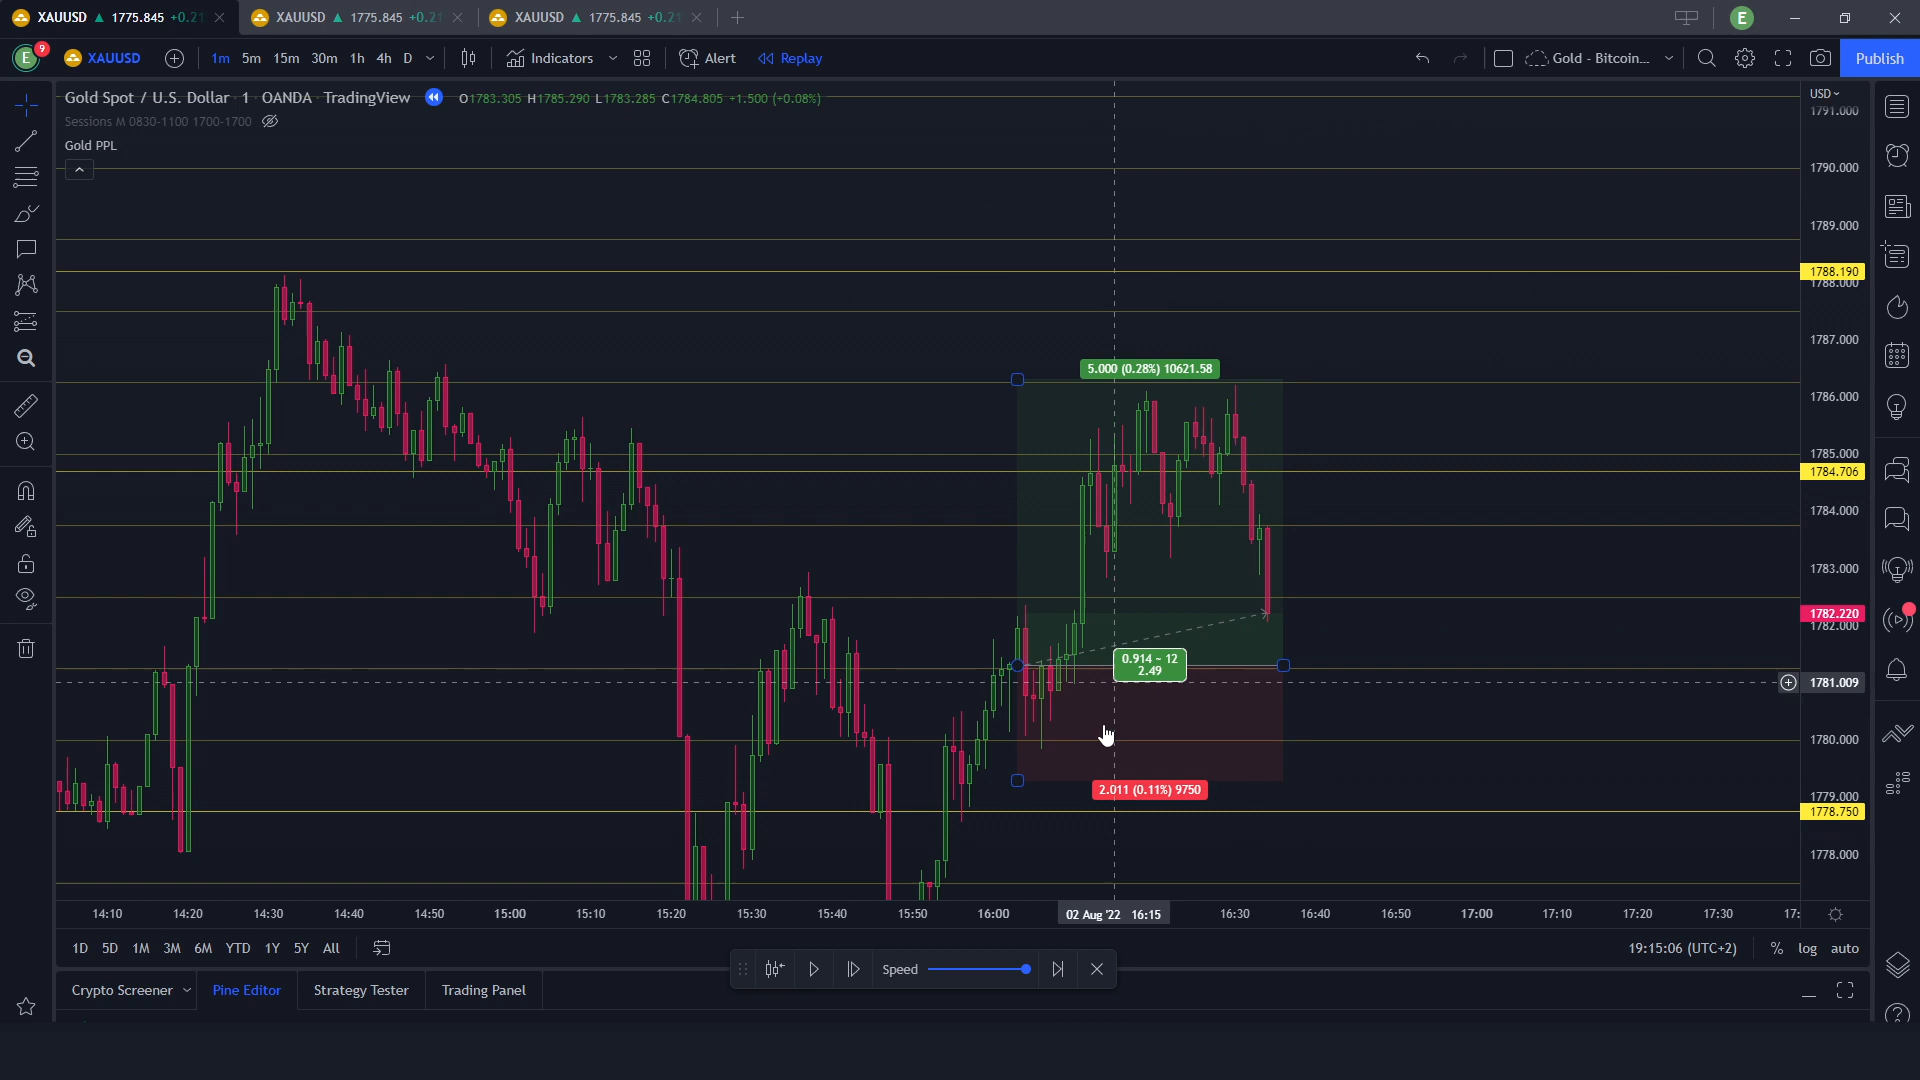 XAUUSD ▲ 1775.845 +0.21
XAUUSD ▲ 1775.845 +0.21
XAUUSD ▲ 1775.845 +0.21
E
E
9
XAUUSD
1m 5m 15m 30m 1h 4h D
Indicators
Alert
Replay
Gold - Bitcoin...
Publish
Gold Spot / U.S. Dollar · 1 · OANDA · TradingView
O1783.305 H1785.290 L1783.285 C1784.805 +1.500 (+0.08%)
USD
Sessions M 0830-1100 1700-1700
Gold PPL
1791.000
1790.000
1789.000
1788.190
1788.000
1787.000
5.000 (0.28%) 10621.58
1786.000
1785.000
1784.706
1784.000
1783.000
1782.220
1782.000
0.914 ~ 12
2.49
1781.009
1780.000
2.011 (0.11%) 9750
1779.000
1778.750
1778.000
14:10 14:20 14:30 14:40 14:50 15:00 15:10 15:20 15:30 15:40 15:50 16:00 02 Aug '22 16:15 16:30 16:40 16:50 17:00 17:10 17:20 17:30 17:
1D 5D 1M 3M 6M YTD 1Y 5Y All
19:15:06 (UTC+2) % log auto
Speed
Crypto Screener Pine Editor Strategy Tester Trading Panel